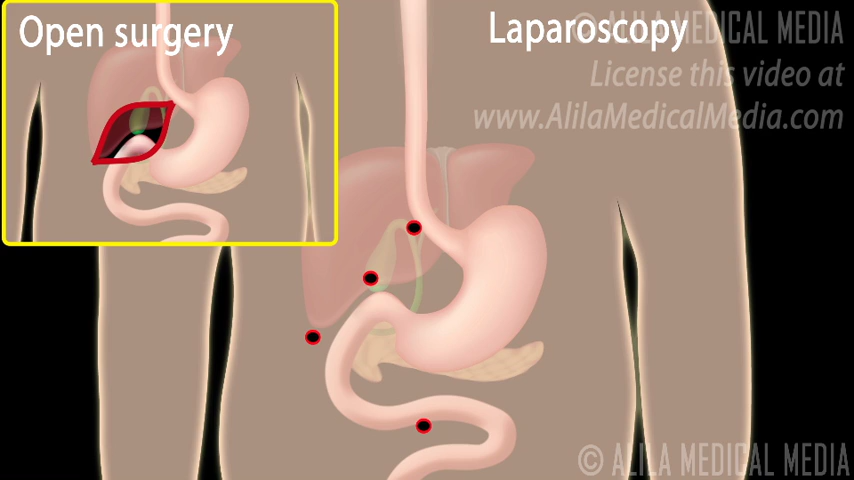 Open surgery
Laparoscopy
© ALILA MEDICAL MEDIA
License this video at
www.AlilaMedicalMedia.com
© ALILA MEDICAL MEDIA